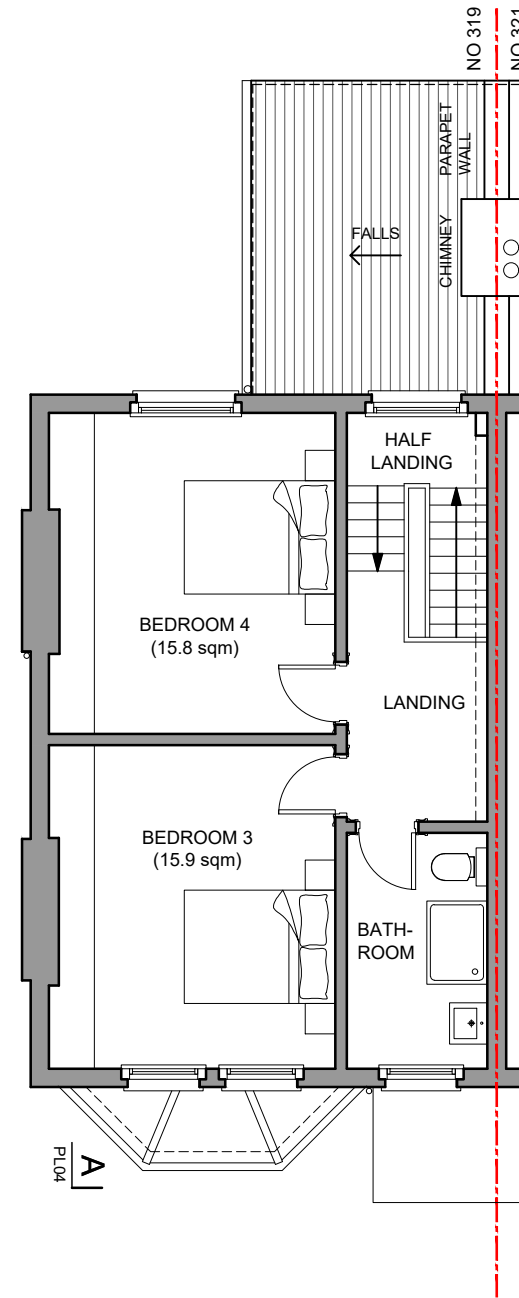 NO 319
NO 321
PARAPET
WALL
CHIMNEY
FALLS
HALF
LANDING
BEDROOM 4
(15.8 sqm)
LANDING
BEDROOM 3
(15.9 sqm)
BATH-
ROOM
A
PL04